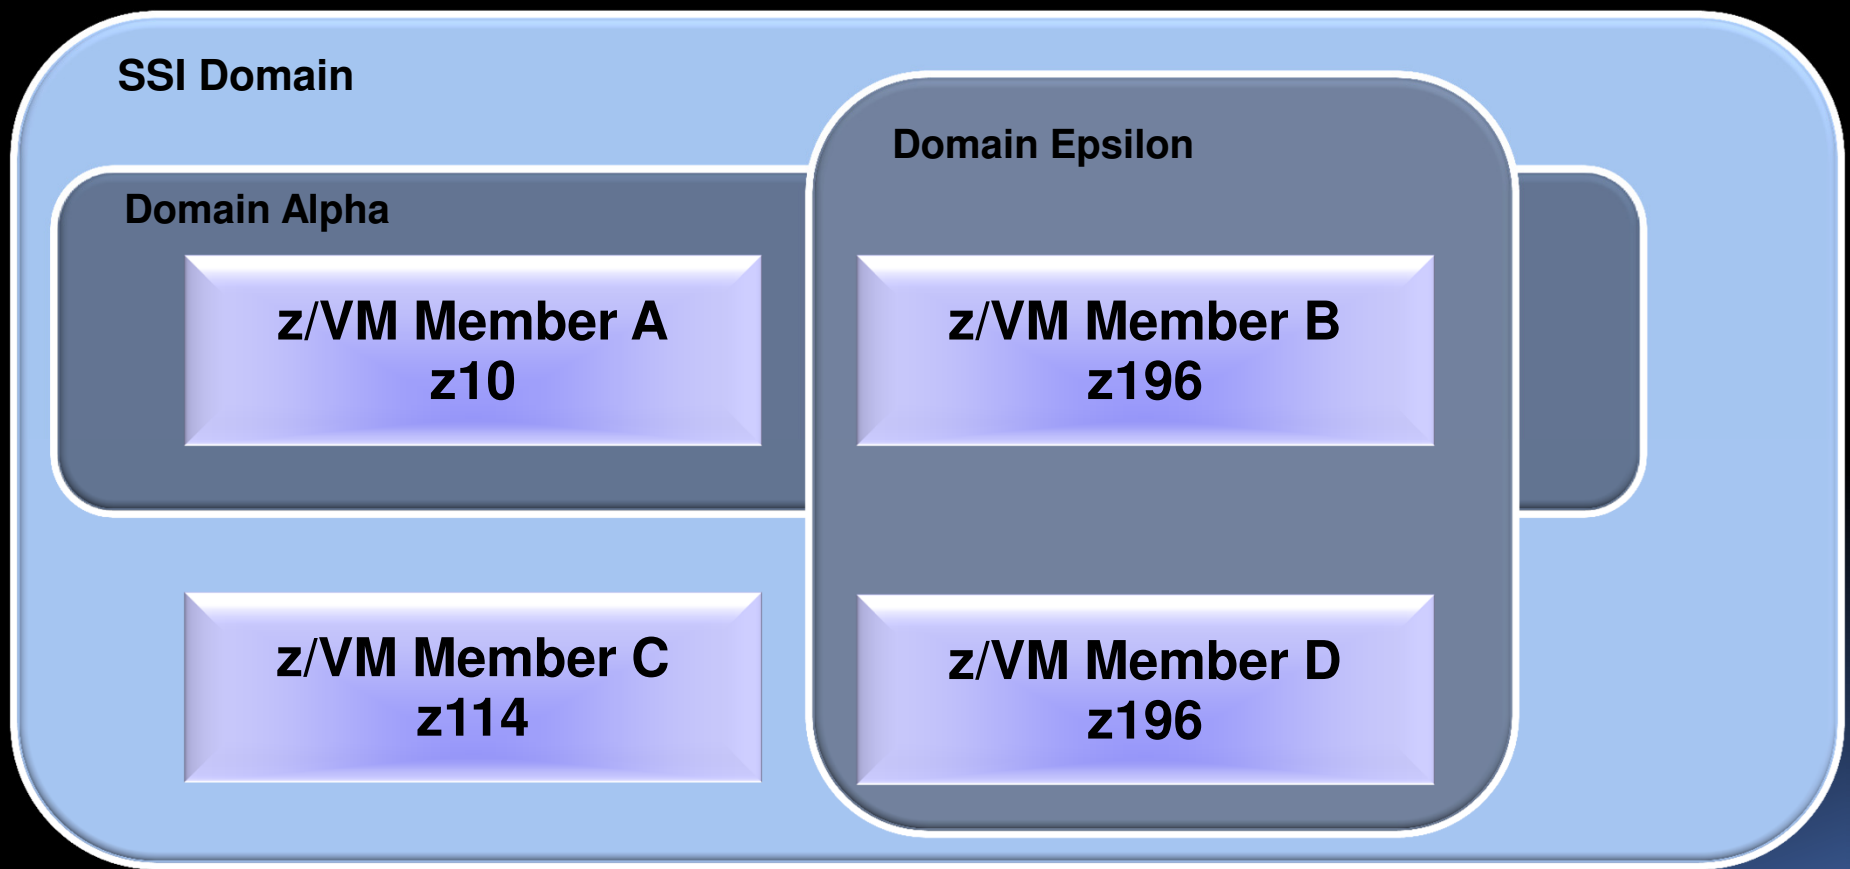 SSI Domain
Domain Epsilon
Domain Alpha
z/VM Member A
z10
z/VM Member B
z196
z/VM Member C
z114
z/VM Member D
z196